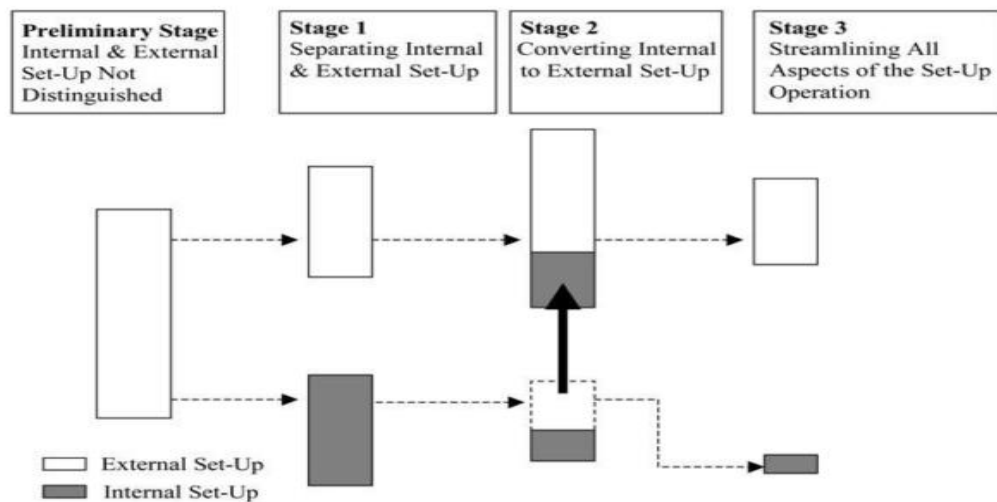 Preliminary Stage
Internal & External
Set-Up Not
Distinguished
Stage 1
Separating Internal
& External Set-Up
Stage 2
Converting Internal
to External Set-Up
Stage 3
Streamlining All
Aspects of the Set-Up
Operation
External Set-Up
Internal Set-Up